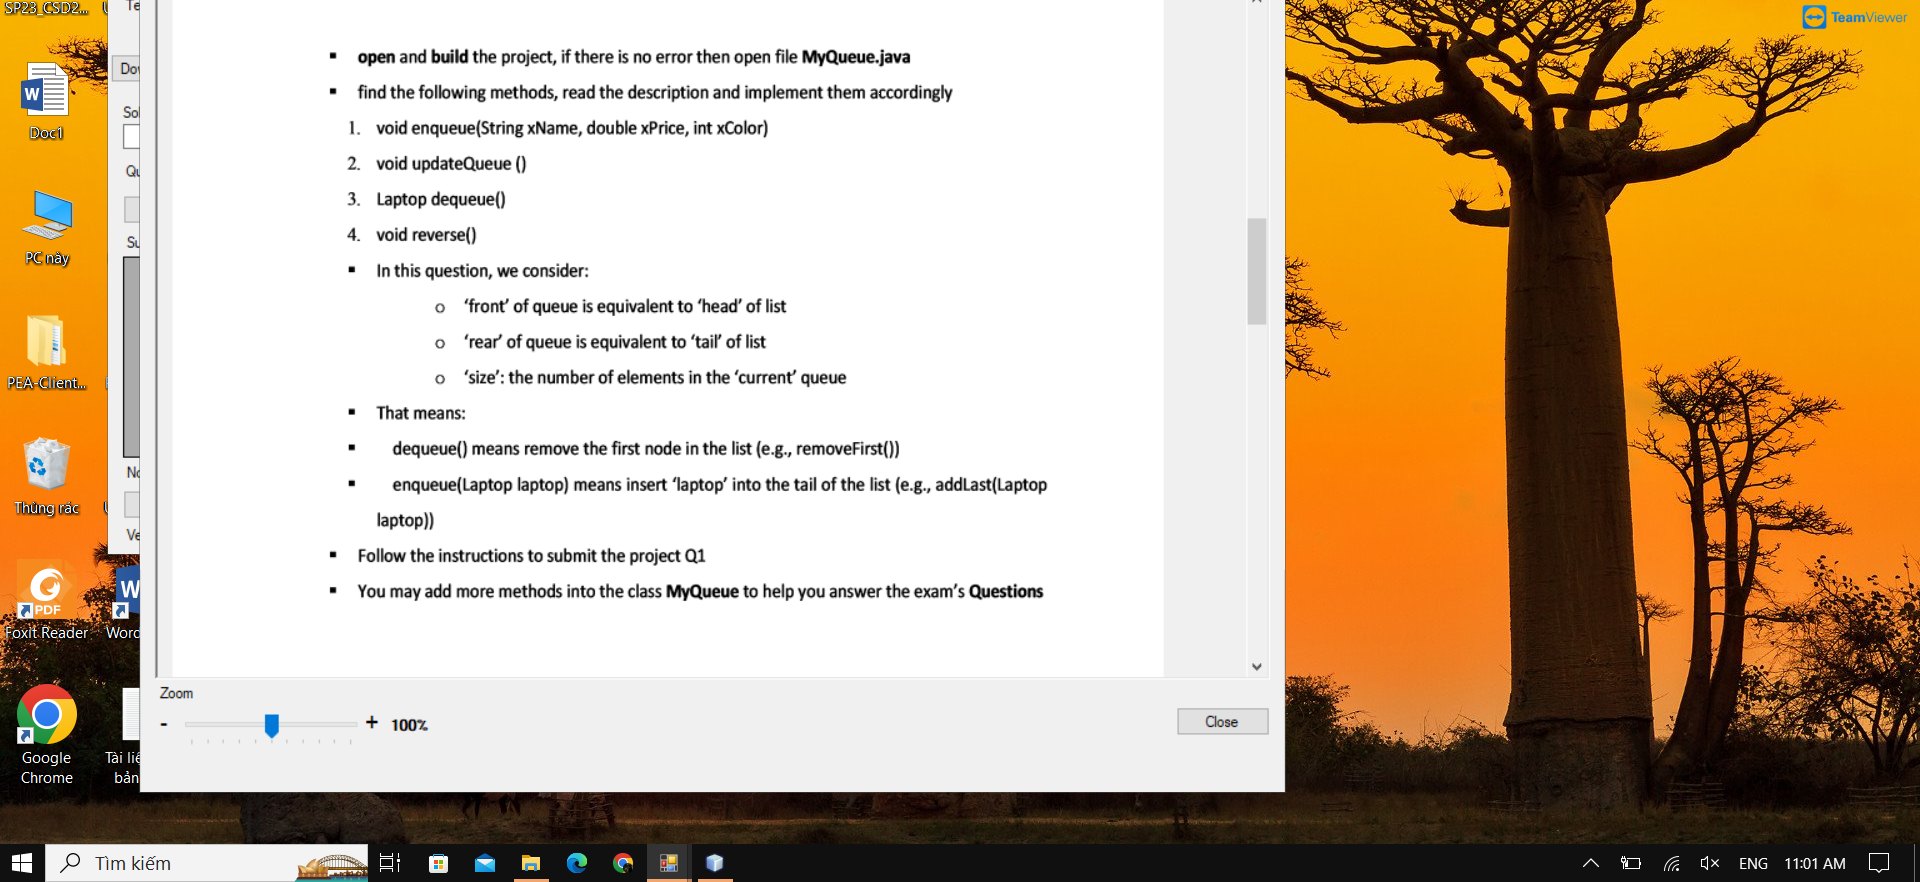 SP23_CSD2...
Te
TeamViewer
▪ open and build the project, if there is no error then open file MyQueue.java
Dov
▪ find the following methods, read the description and implement them accordingly
Sol
Doc1
1. void enqueue(String xName, double xPrice, int xColor)
2. void updateQueue ()
Qu
3. Laptop dequeue()
4. void reverse()
Su
PC này
▪ In this question, we consider:
o ‘front’ of queue is equivalent to ‘head’ of list
o ‘rear’ of queue is equivalent to ‘tail’ of list
o ‘size’: the number of elements in the ‘current’ queue
PEA-Client...
▪ That means:
▪ dequeue() means remove the first node in the list (e.g., removeFirst())
No
▪ enqueue(Laptop laptop) means insert ‘laptop’ into the tail of the list (e.g., addLast(Laptop
laptop))
Thùng rác
Ve
▪ Follow the instructions to submit the project Q1
▪ You may add more methods into the class MyQueue to help you answer the exam’s Questions
PDF
Foxit Reader
Word
Zoom
- + 100%
Close
Google
Chrome
Tài liệ
bản
Tìm kiếm
ENG
11:01 AM